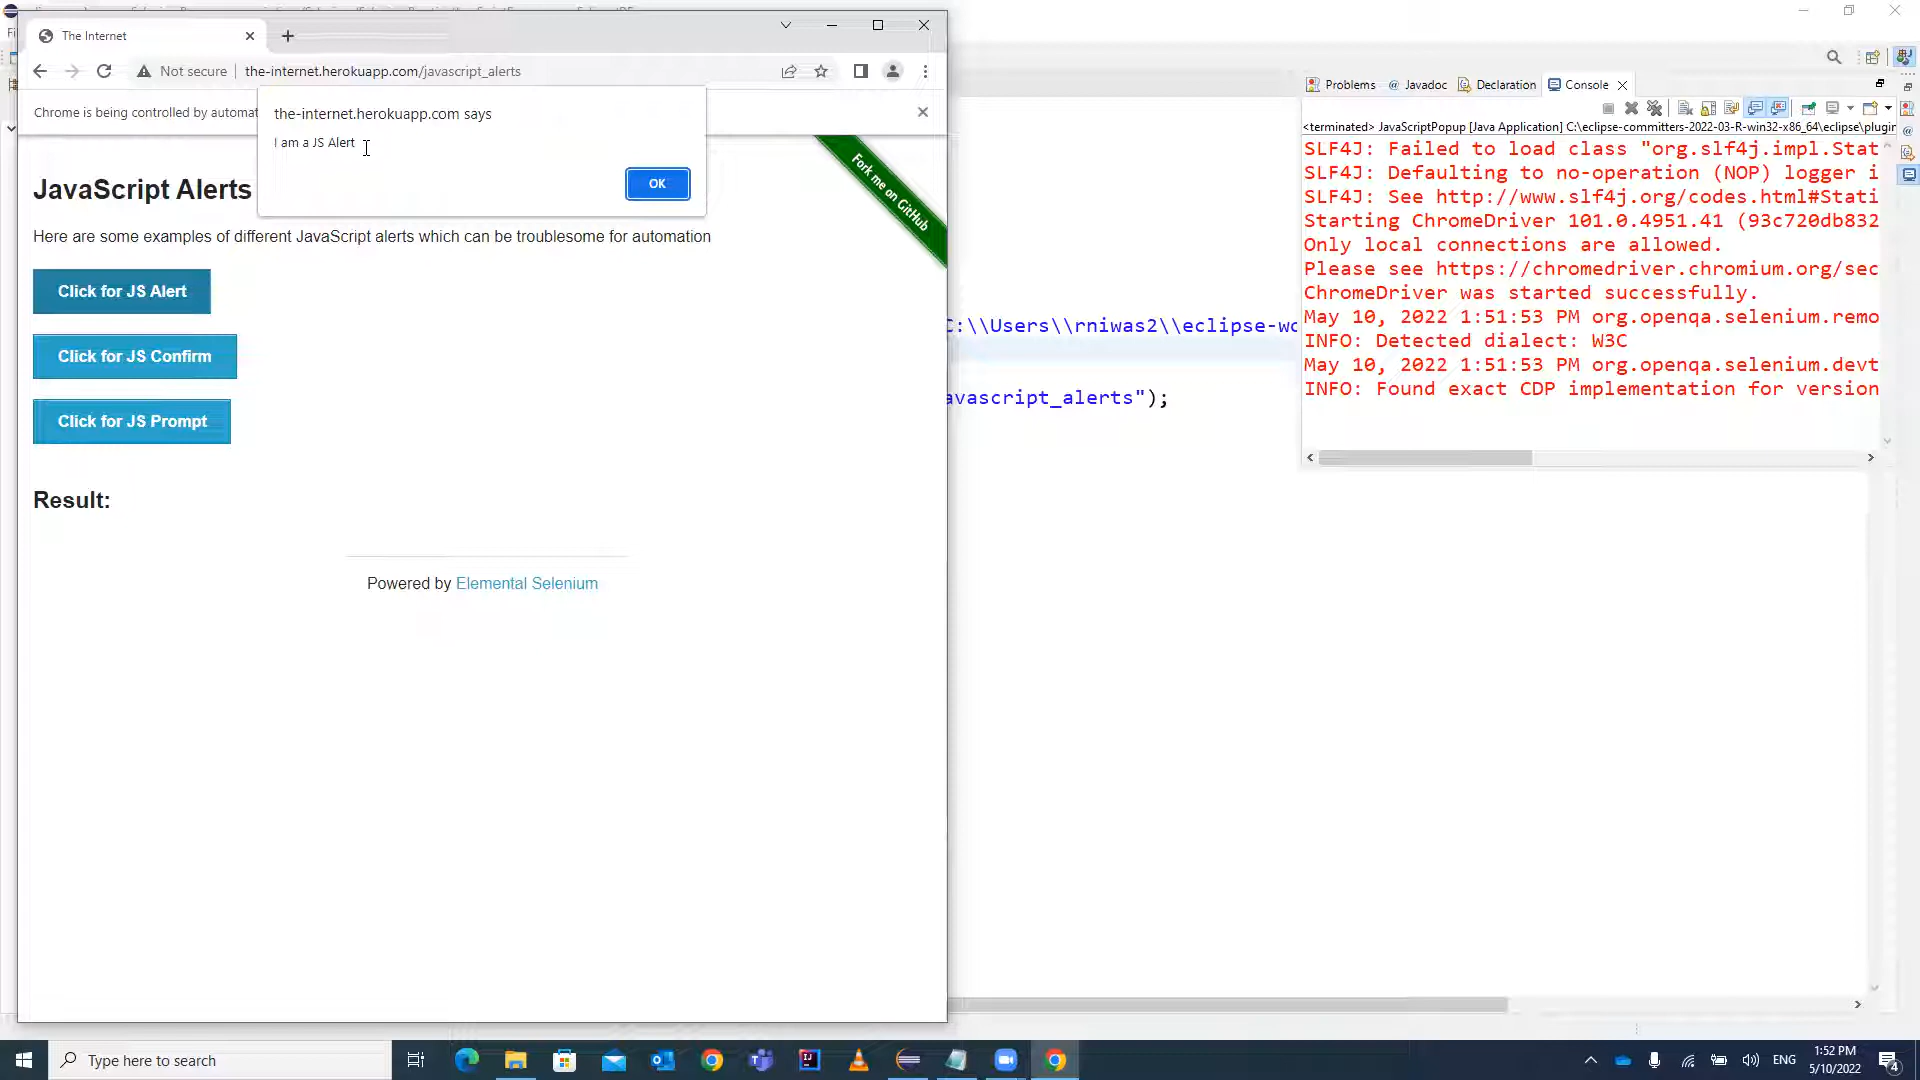 The Internet
Not secure
the-internet.herokuapp.com/javascript_alerts
Chrome is being controlled by automat
the-internet.herokuapp.com says
I am a JS Alert
OK
Fork me on GitHub
JavaScript Alerts
Here are some examples of different JavaScript alerts which can be troublesome for automation
Click for JS Alert
Click for JS Confirm
Click for JS Prompt
Result:
Powered by Elemental Selenium
C:\\Users\\rniwas2\\eclipse-wo
avascript_alerts");
Problems
@ Javadoc
Declaration
Console
<terminated> JavaScriptPopup [Java Application] C:\eclipse-committers-2022-03-R-win32-x86_64\eclipse\plugin
SLF4J: Failed to load class "org.slf4j.impl.Stat
SLF4J: Defaulting to no-operation (NOP) logger i
SLF4J: See http://www.slf4j.org/codes.html#Stati
Starting ChromeDriver 101.0.4951.41 (93c720db832
Only local connections are allowed.
Please see https://chromedriver.chromium.org/sec
ChromeDriver was started successfully.
May 10, 2022 1:51:53 PM org.openqa.selenium.remo
INFO: Detected dialect: W3C
May 10, 2022 1:51:53 PM org.openqa.selenium.devt
INFO: Found exact CDP implementation for version
Type here to search
ENG
1:52 PM
5/10/2022
4